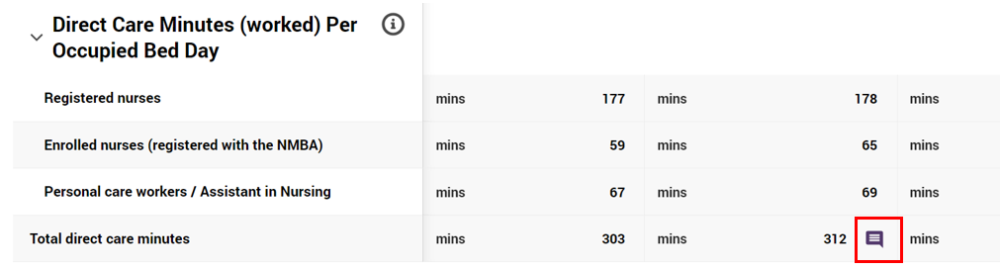 Direct Care Minutes (worked) Per
Occupied Bed Day
Registered nurses mins 177 mins 178 mins
Enrolled nurses (registered with the NMBA) mins 59 mins 65 mins
Personal care workers / Assistant in Nursing mins 67 mins 69 mins
Total direct care minutes mins 303 mins 312 mins